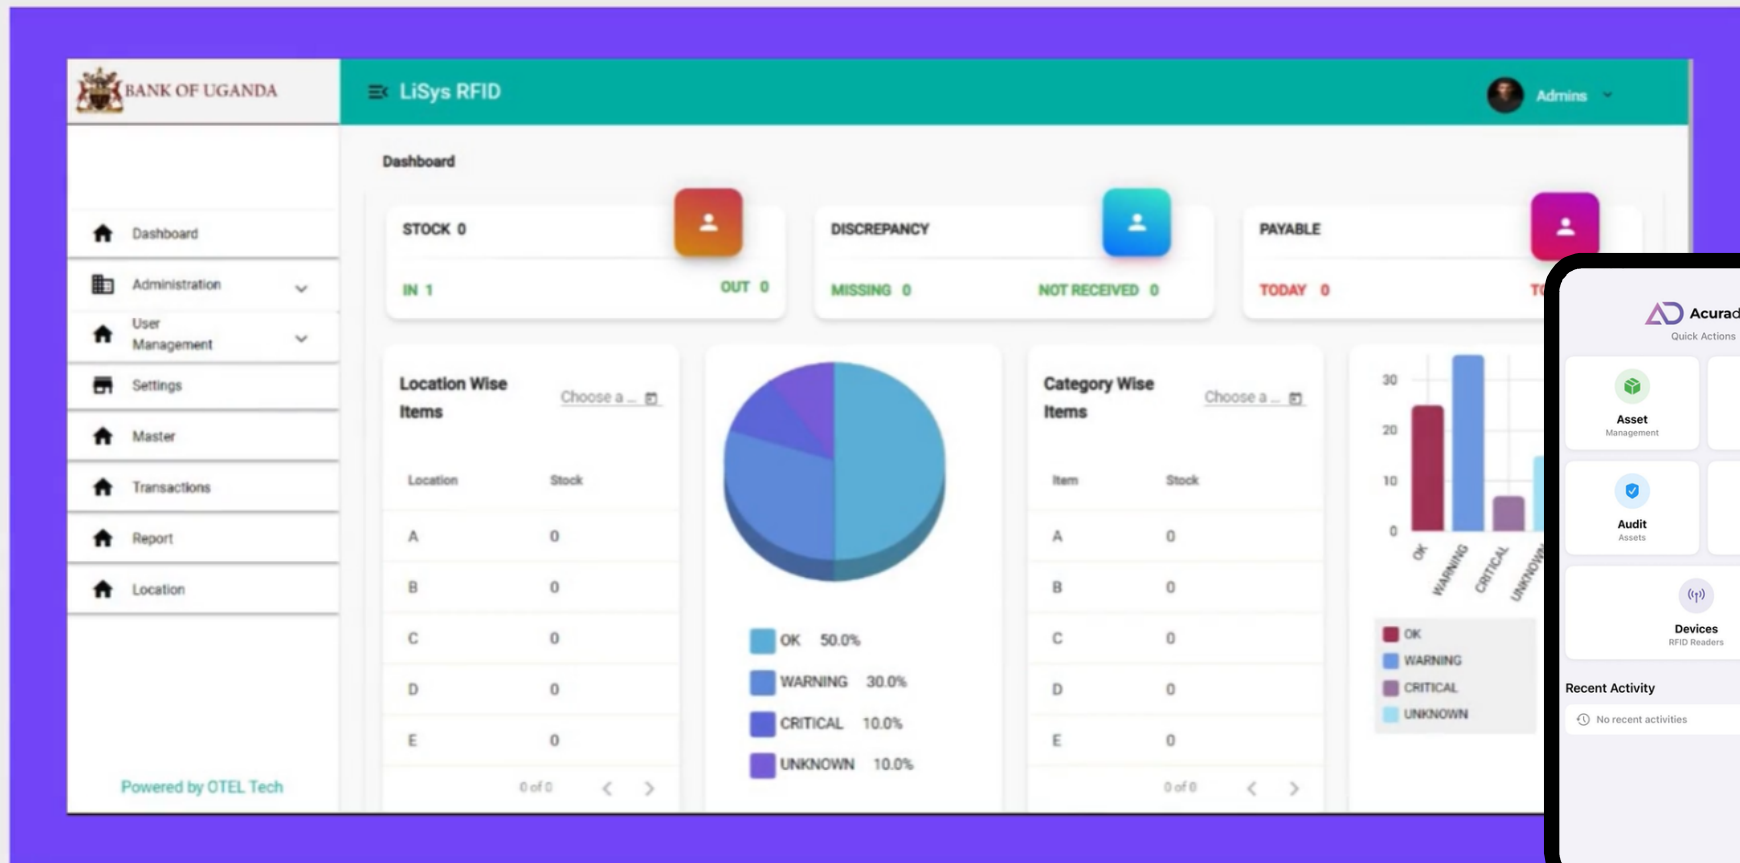 BANK OF UGANDA
LiSys RFID
Admins
Dashboard
Administration
User
Management
Settings
Master
Transactions
Report
Location
Powered by OTEL Tech
Dashboard
STOCK 0
IN 1
OUT 0
DISCREPANCY
MISSING 0
NOT RECEIVED 0
PAYABLE
TODAY 0
Location Wise
Items
Choose a ...
Location Stock
A 0
B 0
C 0
D 0
E 0
0 of 0
OK 50.0%
WARNING 30.0%
CRITICAL 10.0%
UNKNOWN 10.0%
Category Wise
Items
Choose a ...
Item Stock
A 0
B 0
C 0
D 0
E 0
0 of 0
30
20
10
0
OK
WARNING
CRITICAL
UNKNOWN
OK
WARNING
CRITICAL
UNKNOWN
Acurad
Quick Actions
Asset
Management
Audit
Assets
Devices
RFID Readers
Recent Activity
No recent activities